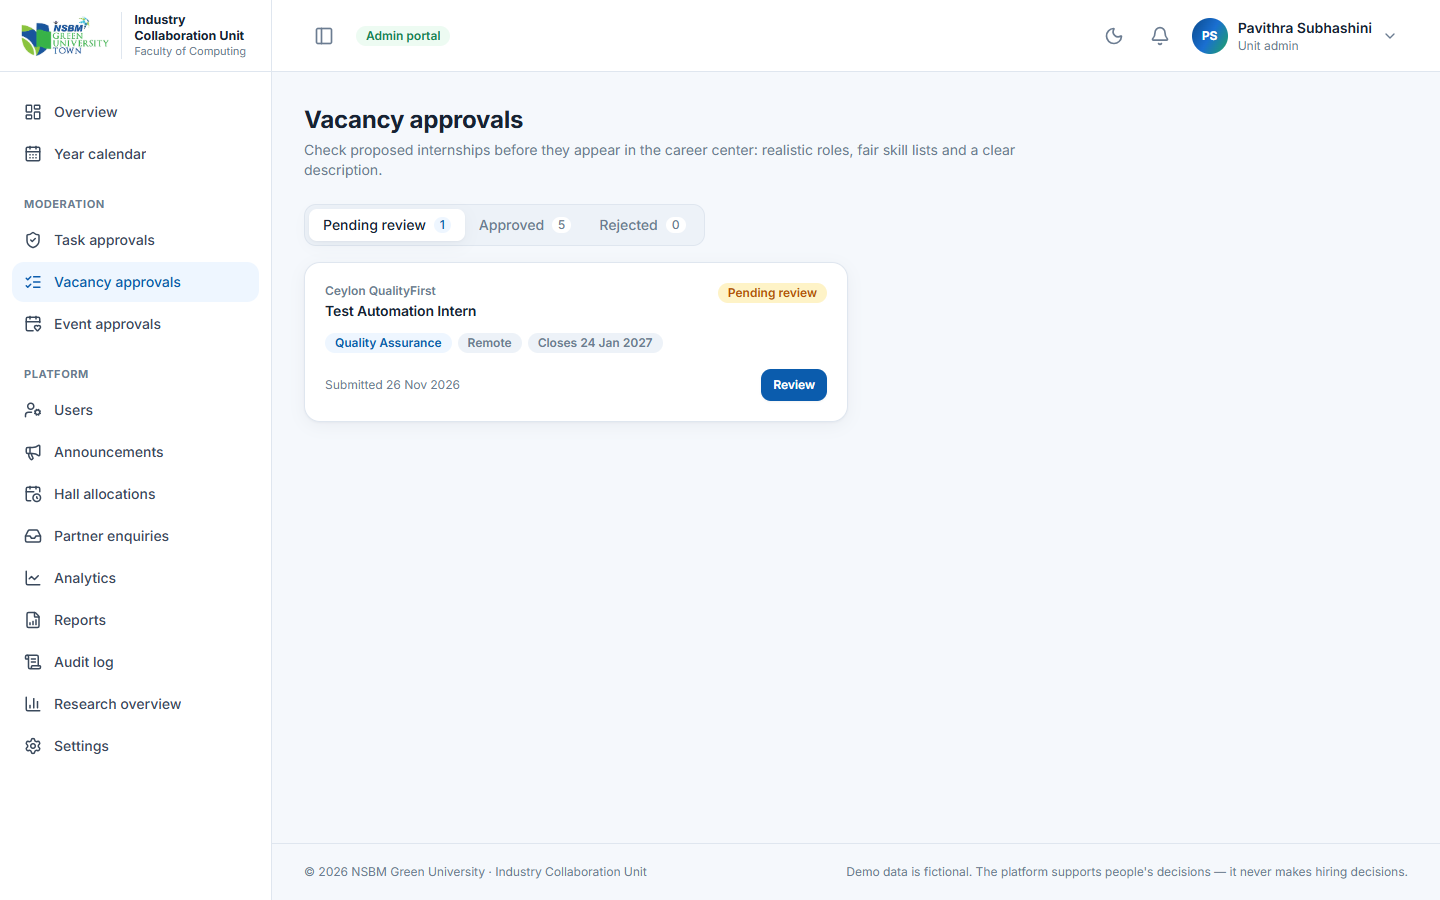 NSBM
GREEN
UNIVERSITY
TOWN
Industry
Collaboration Unit
Faculty of Computing
Admin portal
PS
Pavithra Subhashini
Unit admin
Overview
Year calendar
MODERATION
Task approvals
Vacancy approvals
Event approvals
PLATFORM
Users
Announcements
Hall allocations
Partner enquiries
Analytics
Reports
Audit log
Research overview
Settings
Vacancy approvals
Check proposed internships before they appear in the career center: realistic roles, fair skill lists and a clear
description.
Pending review 1 Approved 5 Rejected 0
Ceylon QualityFirst
Pending review
Test Automation Intern
Quality Assurance Remote Closes 24 Jan 2027
Submitted 26 Nov 2026
Review
© 2026 NSBM Green University · Industry Collaboration Unit
Demo data is fictional. The platform supports people's decisions — it never makes hiring decisions.